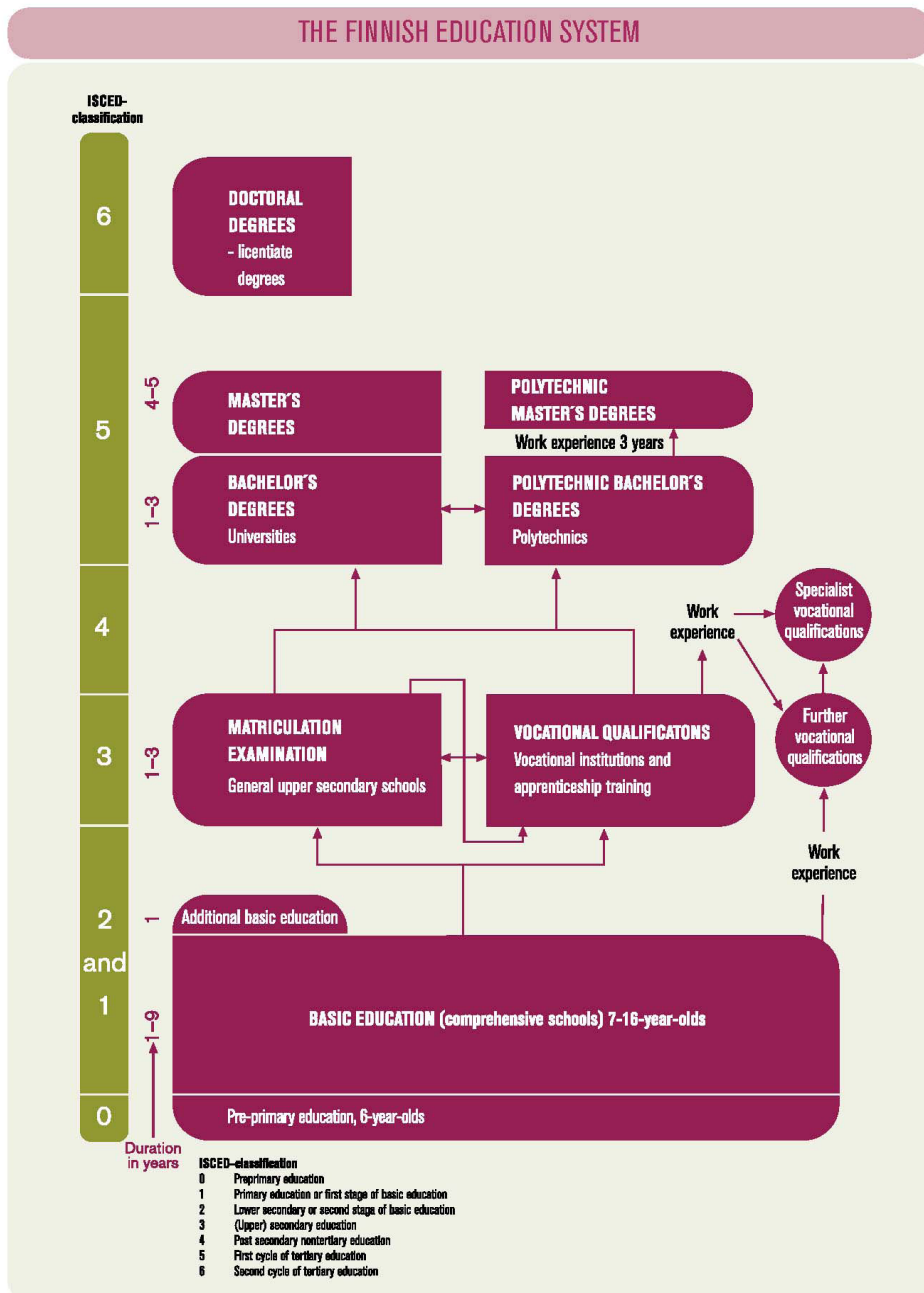 THE FINNISH EDUCATION SYSTEM
ISCED-
classification
6
DOCTORAL
DEGREES
– licentiate
degrees
5
4–5
MASTER´S
DEGREES
POLYTECHNIC
MASTER´S DEGREES
Work experience 3 years
1–3
BACHELOR´S
DEGREES
Universities
POLYTECHNIC BACHELOR´S
DEGREES
Polytechnics
4
Work
experience
Specialist
vocational
qualifications
3
1–3
MATRICULATION
EXAMINATION
General upper secondary schools
VOCATIONAL QUALIFICATONS
Vocational institutions and
apprenticeship training
Further
vocational
qualifications
Work
experience
2
and
1
1
Additional basic education
1–9
BASIC EDUCATION (comprehensive schools) 7-16-year-olds
0
Pre-primary education, 6-year-olds
Duration
in years
ISCED-classification
0 Preprimary education
1 Primary education or first stage of basic education
2 Lower secondary or second stage of basic education
3 (Upper) secondary education
4 Post secondary nontertiary education
5 First cycle of tertiary education
6 Second cycle of tertiary education